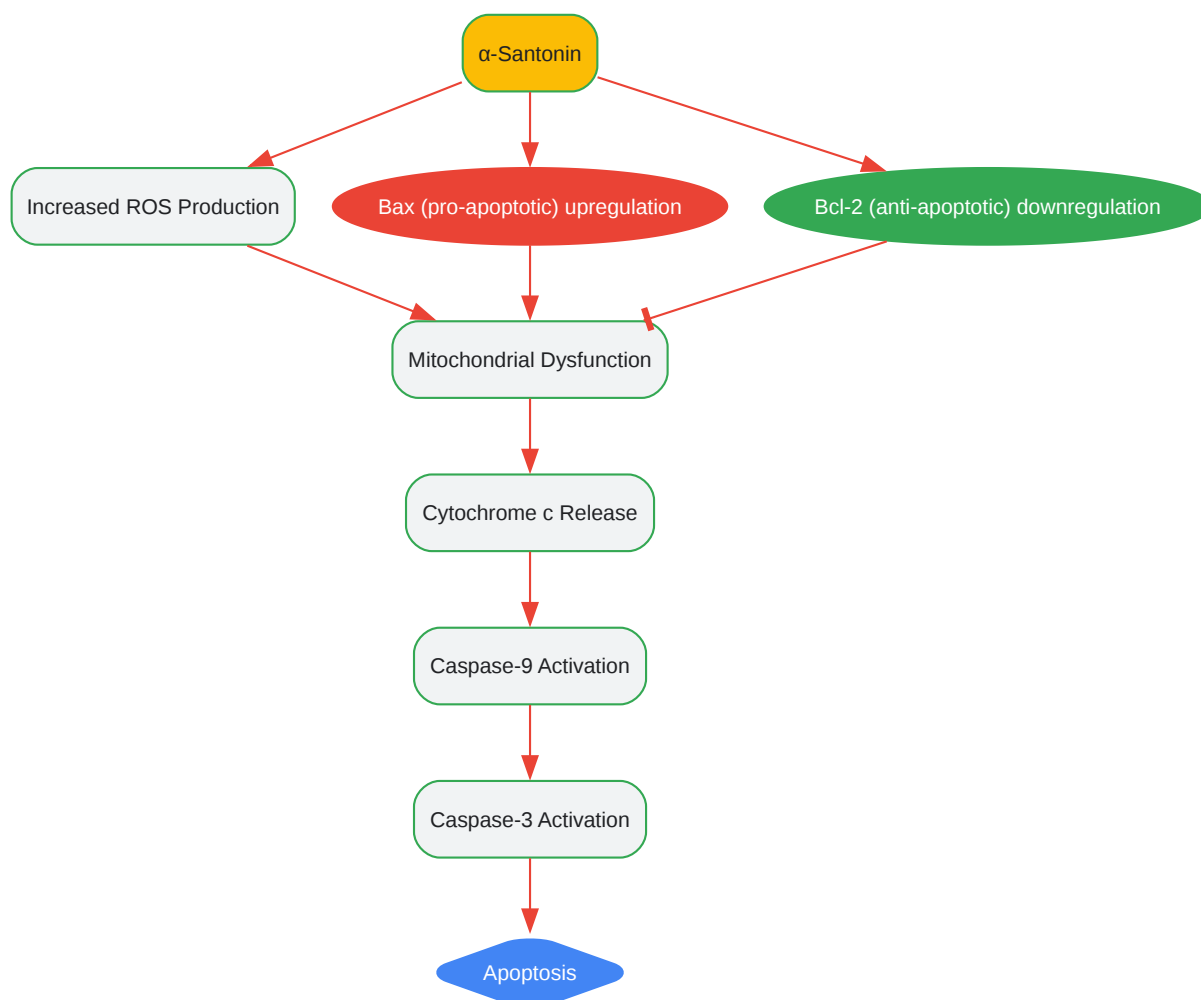 α-Santonin
Increased ROS Production
Bax (pro-apoptotic) upregulation
Bcl-2 (anti-apoptotic) downregulation
Mitochondrial Dysfunction
Cytochrome c Release
Caspase-9 Activation
Caspase-3 Activation
Apoptosis